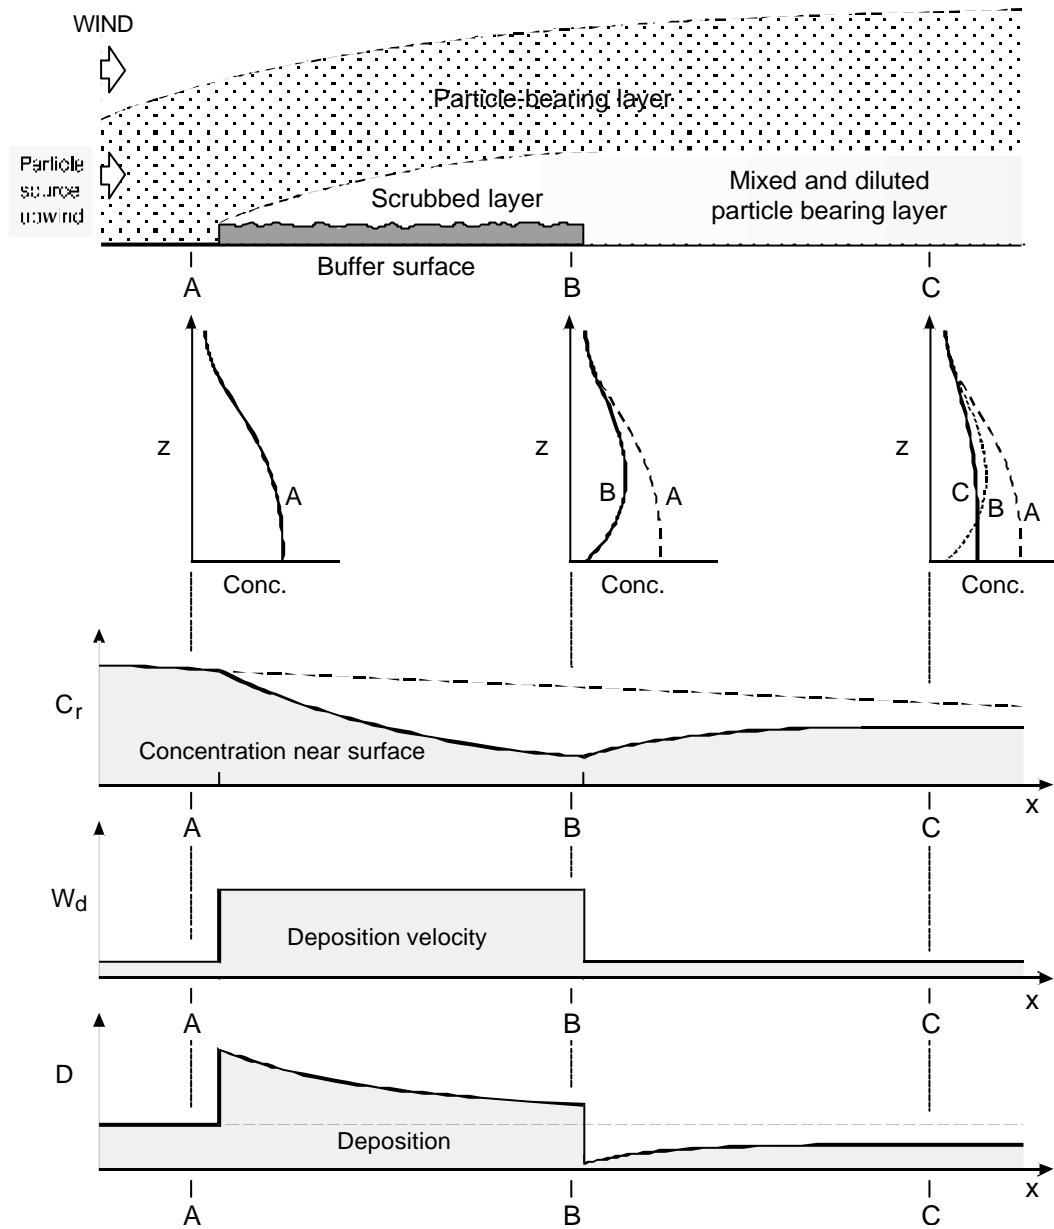 WIND
Particle-bearing layer
Particle
source
upwind
Scrubbed layer
Mixed and diluted
particle bearing layer
Buffer surface
A
B
C
z
A
Conc.
z
B
A
Conc.
z
C
B
A
Conc.
Cr
Concentration near surface
x
A
B
C
Wd
Deposition velocity
x
A
B
C
D
Deposition
x
A
B
C